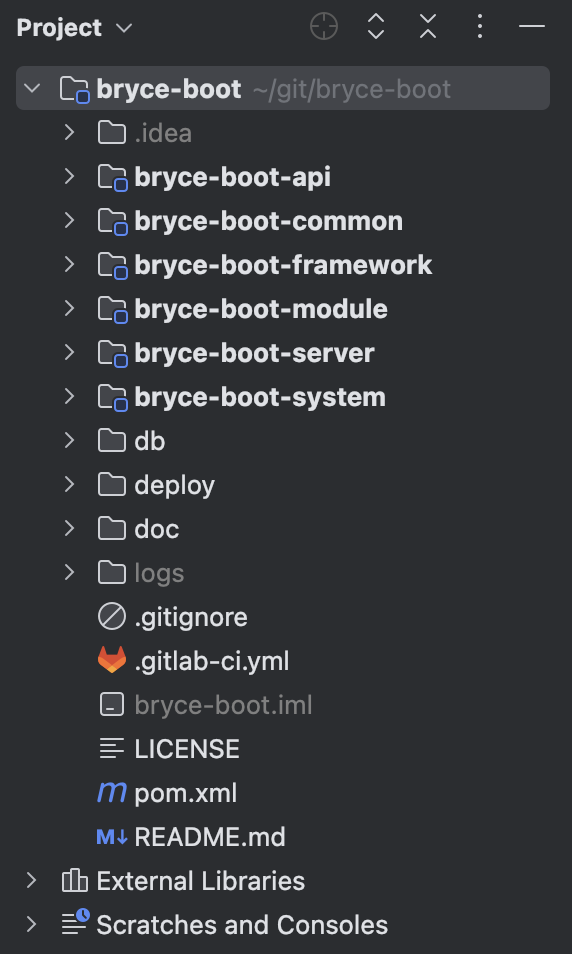 Project
bryce-boot ~/git/bryce-boot
.idea
bryce-boot-api
bryce-boot-common
bryce-boot-framework
bryce-boot-module
bryce-boot-server
bryce-boot-system
db
deploy
doc
logs
.gitignore
.gitlab-ci.yml
bryce-boot.iml
LICENSE
m pom.xml
M↓ README.md
External Libraries
Scratches and Consoles